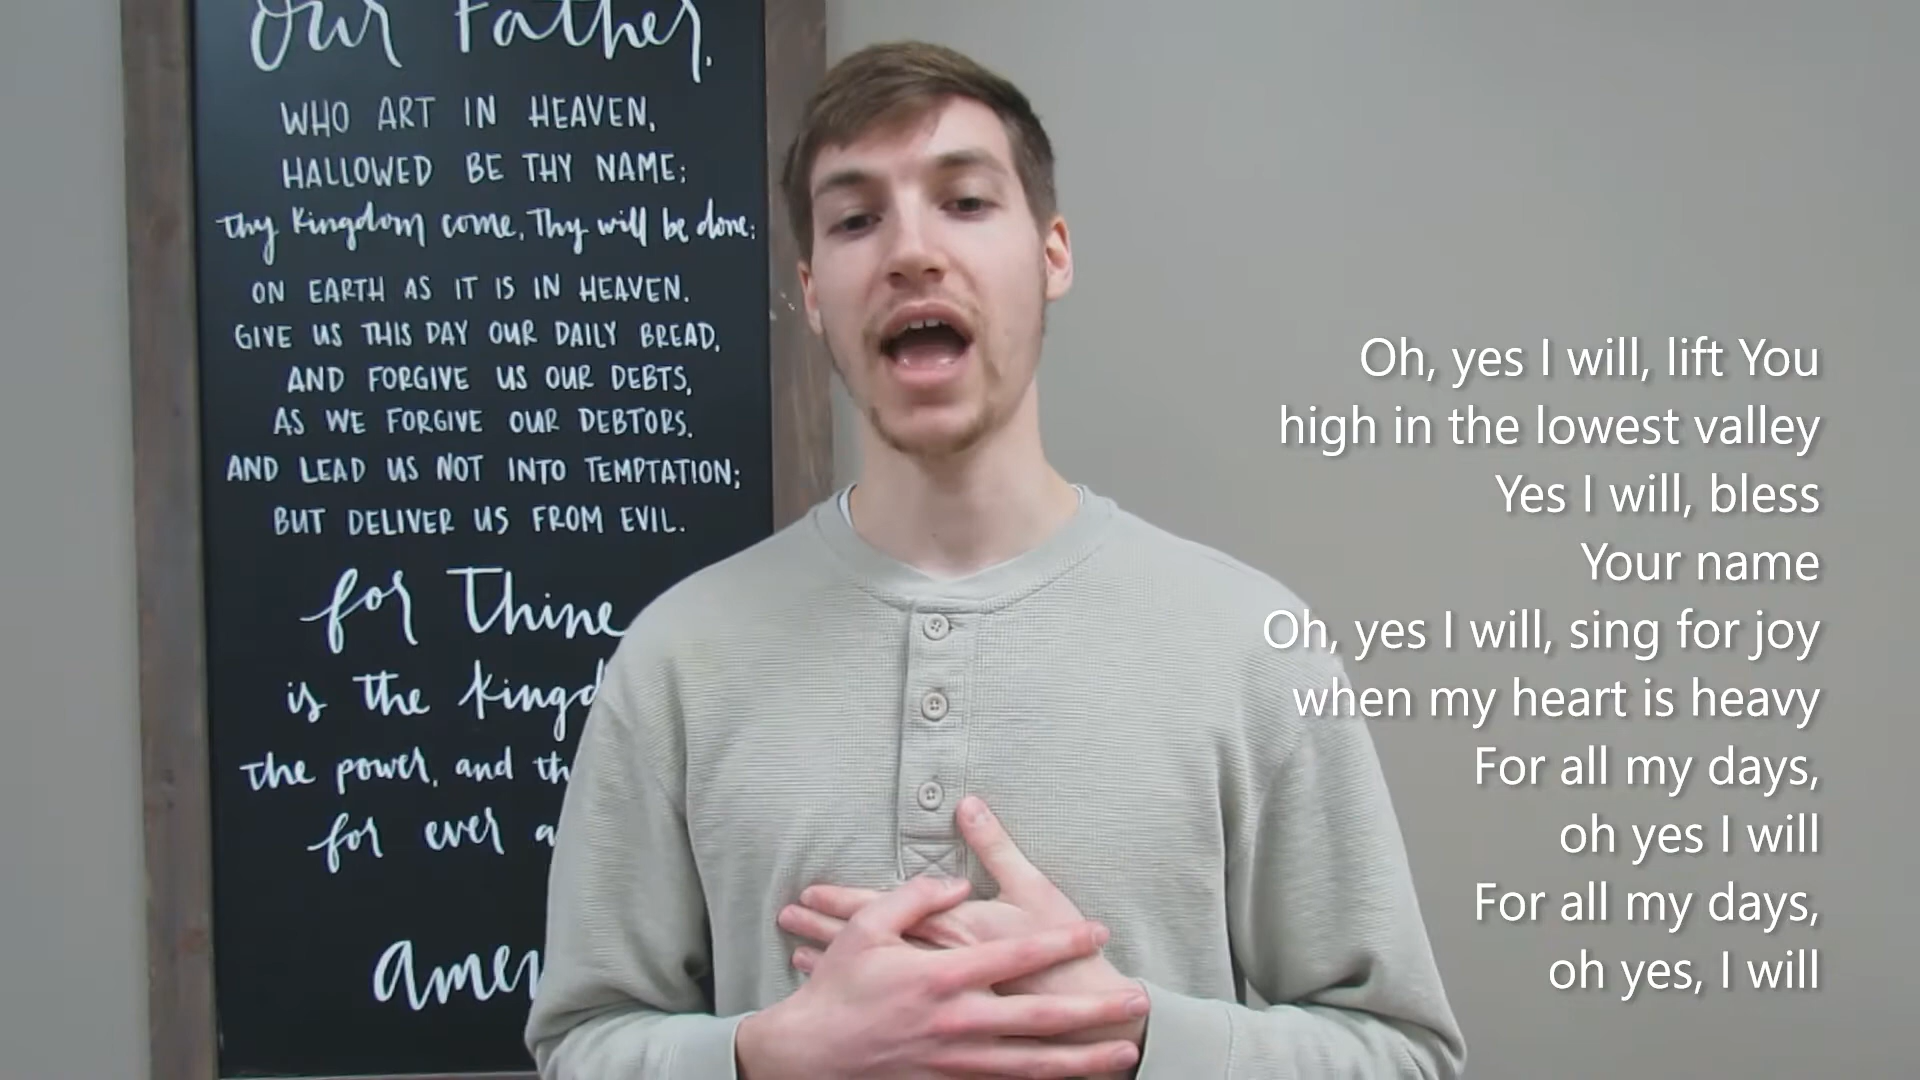 Our Father,
WHO ART IN HEAVEN,
HALLOWED BE THY NAME;
Thy Kingdom come, Thy will be done;
ON EARTH AS IT IS IN HEAVEN.
GIVE US THIS DAY OUR DAILY BREAD,
AND FORGIVE US OUR DEBTS,
AS WE FORGIVE OUR DEBTORS.
AND LEAD US NOT INTO TEMPTATION;
BUT DELIVER US FROM EVIL.
for Thine
is the
the power, and
for ever
Oh, yes I will, lift You
high in the lowest valley
Yes I will, bless
Your name
Oh, yes I will, sing for joy
when my heart is heavy
For all my days,
oh yes I will
For all my days,
oh yes, I will